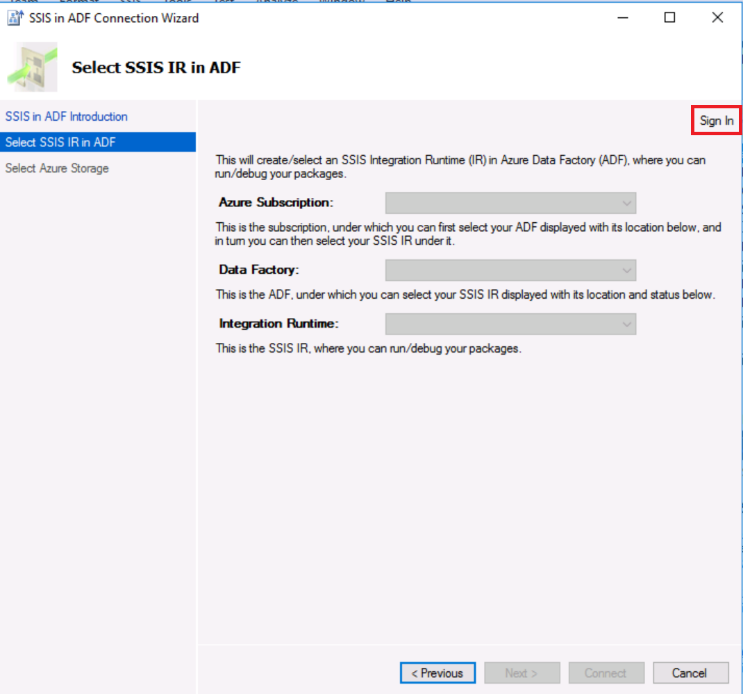 SSIS in ADF Connection Wizard
Select SSIS IR in ADF
SSIS in ADF Introduction
Select SSIS IR in ADF
Select Azure Storage
Sign In
This will create/select an SSIS Integration Runtime (IR) in Azure Data Factory (ADF), where you can
run/debug your packages.
Azure Subscription:
This is the subscription, under which you can first select your ADF displayed with its location below, and
in turn you can then select your SSIS IR under it.
Data Factory:
This is the ADF, under which you can select your SSIS IR displayed with its location and status below.
Integration Runtime:
This is the SSIS IR, where you can run/debug your packages.
< Previous
Next >
Connect
Cancel